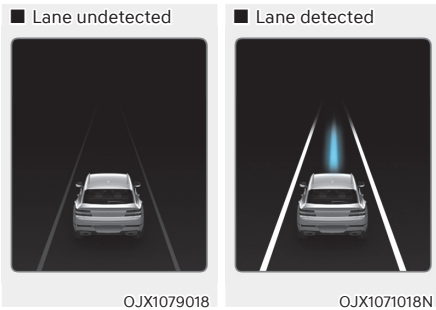 ■ Lane undetected
OJX1079018
■ Lane detected
OJX1071018N